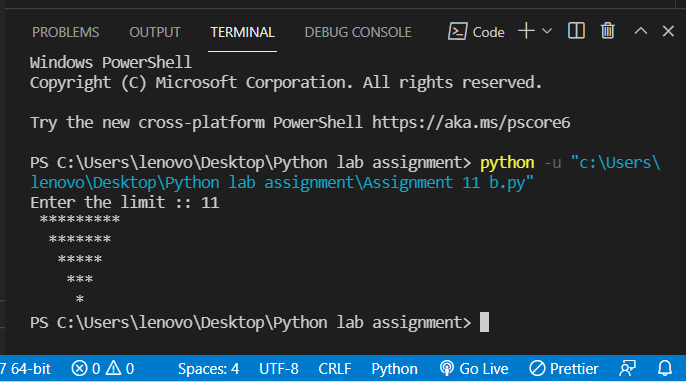 PROBLEMS OUTPUT TERMINAL DEBUG CONSOLE Code
Windows PowerShell
Copyright (C) Microsoft Corporation. All rights reserved.
Try the new cross-platform PowerShell https://aka.ms/pscore6
PS C:\Users\lenovo\Desktop\Python lab assignment> python -u "c:\Users\
lenovo\Desktop\Python lab assignment\Assignment 11 b.py"
Enter the limit :: 11
 *********
  *******
   *****
    ***
     *
PS C:\Users\lenovo\Desktop\Python lab assignment>
7 64-bit 0 0 Spaces: 4 UTF-8 CRLF Python Go Live Prettier